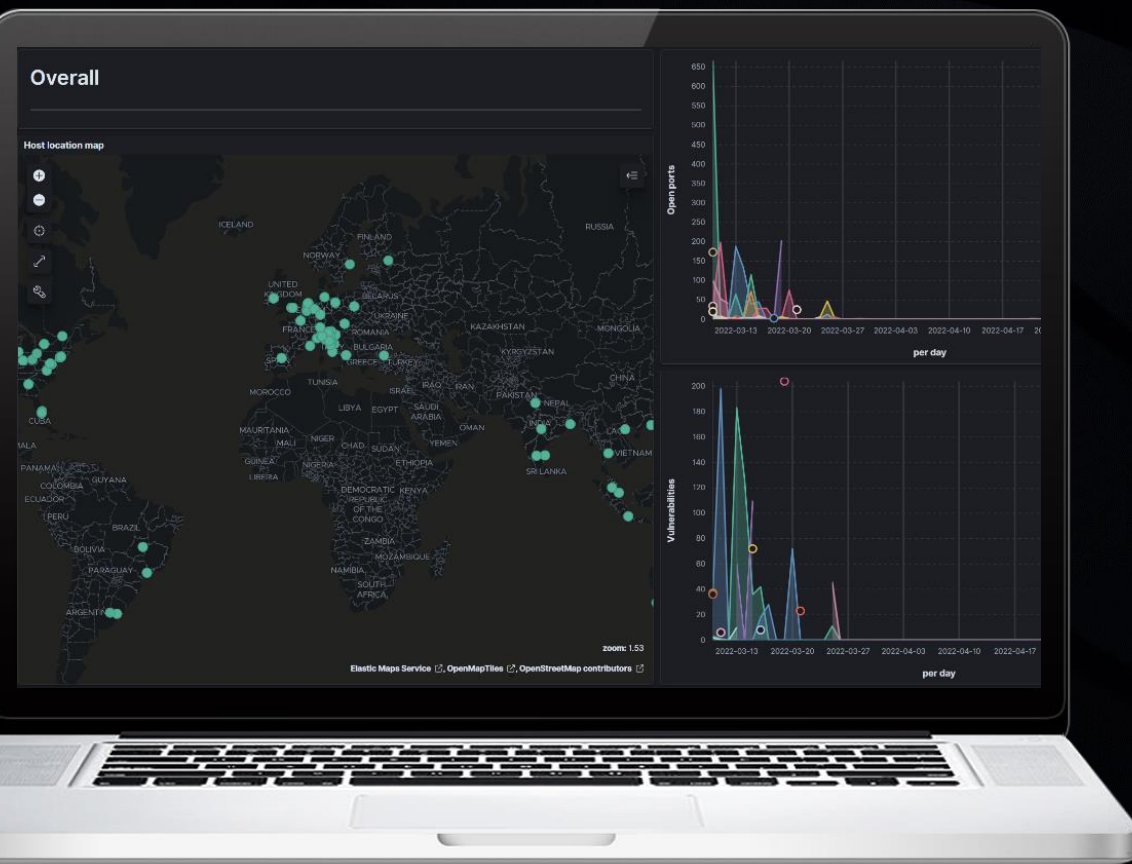 Overall
Host location map
ICELAND
RUSSIA
FINLAND
NORWAY
UNITED
KINGDOM
BELARUS
UKRAINE
FRANCE
ROMANIA
KAZAKHSTAN
MONGOLIA
BULGARIA
KYRGYZSTAN
GREECE
TURKEY
TUNISIA
CHINA
MOROCCO
ISRAEL
IRAQ
IRAN
PAKISTAN
NEPAL
LIBYA
EGYPT
SAUDI
ARABIA
CUBA
OMAN
INDIA
MAURITANIA
MALI
NIGER
CHAD
SUDAN
YEMEN
VIETNAM
PANAMA
GUYANA
GUINEA
NIGERIA
ETHIOPIA
SRI LANKA
COLOMBIA
LIBERIA
ECUADOR
DEMOCRATIC
REPUBLIC
OF THE
CONGO
KENYA
PERU
BRAZIL
ZAMBIA
BOLIVIA
MOZAMBIQUE
PARAGUAY
NAMIBIA
SOUTH
AFRICA
zoom: 1.53
Elastic Maps Service, OpenMapTiles, OpenStreetMap contributors
Open ports
650
600
550
500
450
400
350
300
250
200
150
100
50
0
2022-03-13 2022-03-20 2022-03-27 2022-04-03 2022-04-10 2022-04-17
per day
Vulnerabilities
200
180
160
140
120
100
80
60
40
20
0
2022-03-13 2022-03-20 2022-03-27 2022-04-03 2022-04-10 2022-04-17
per day